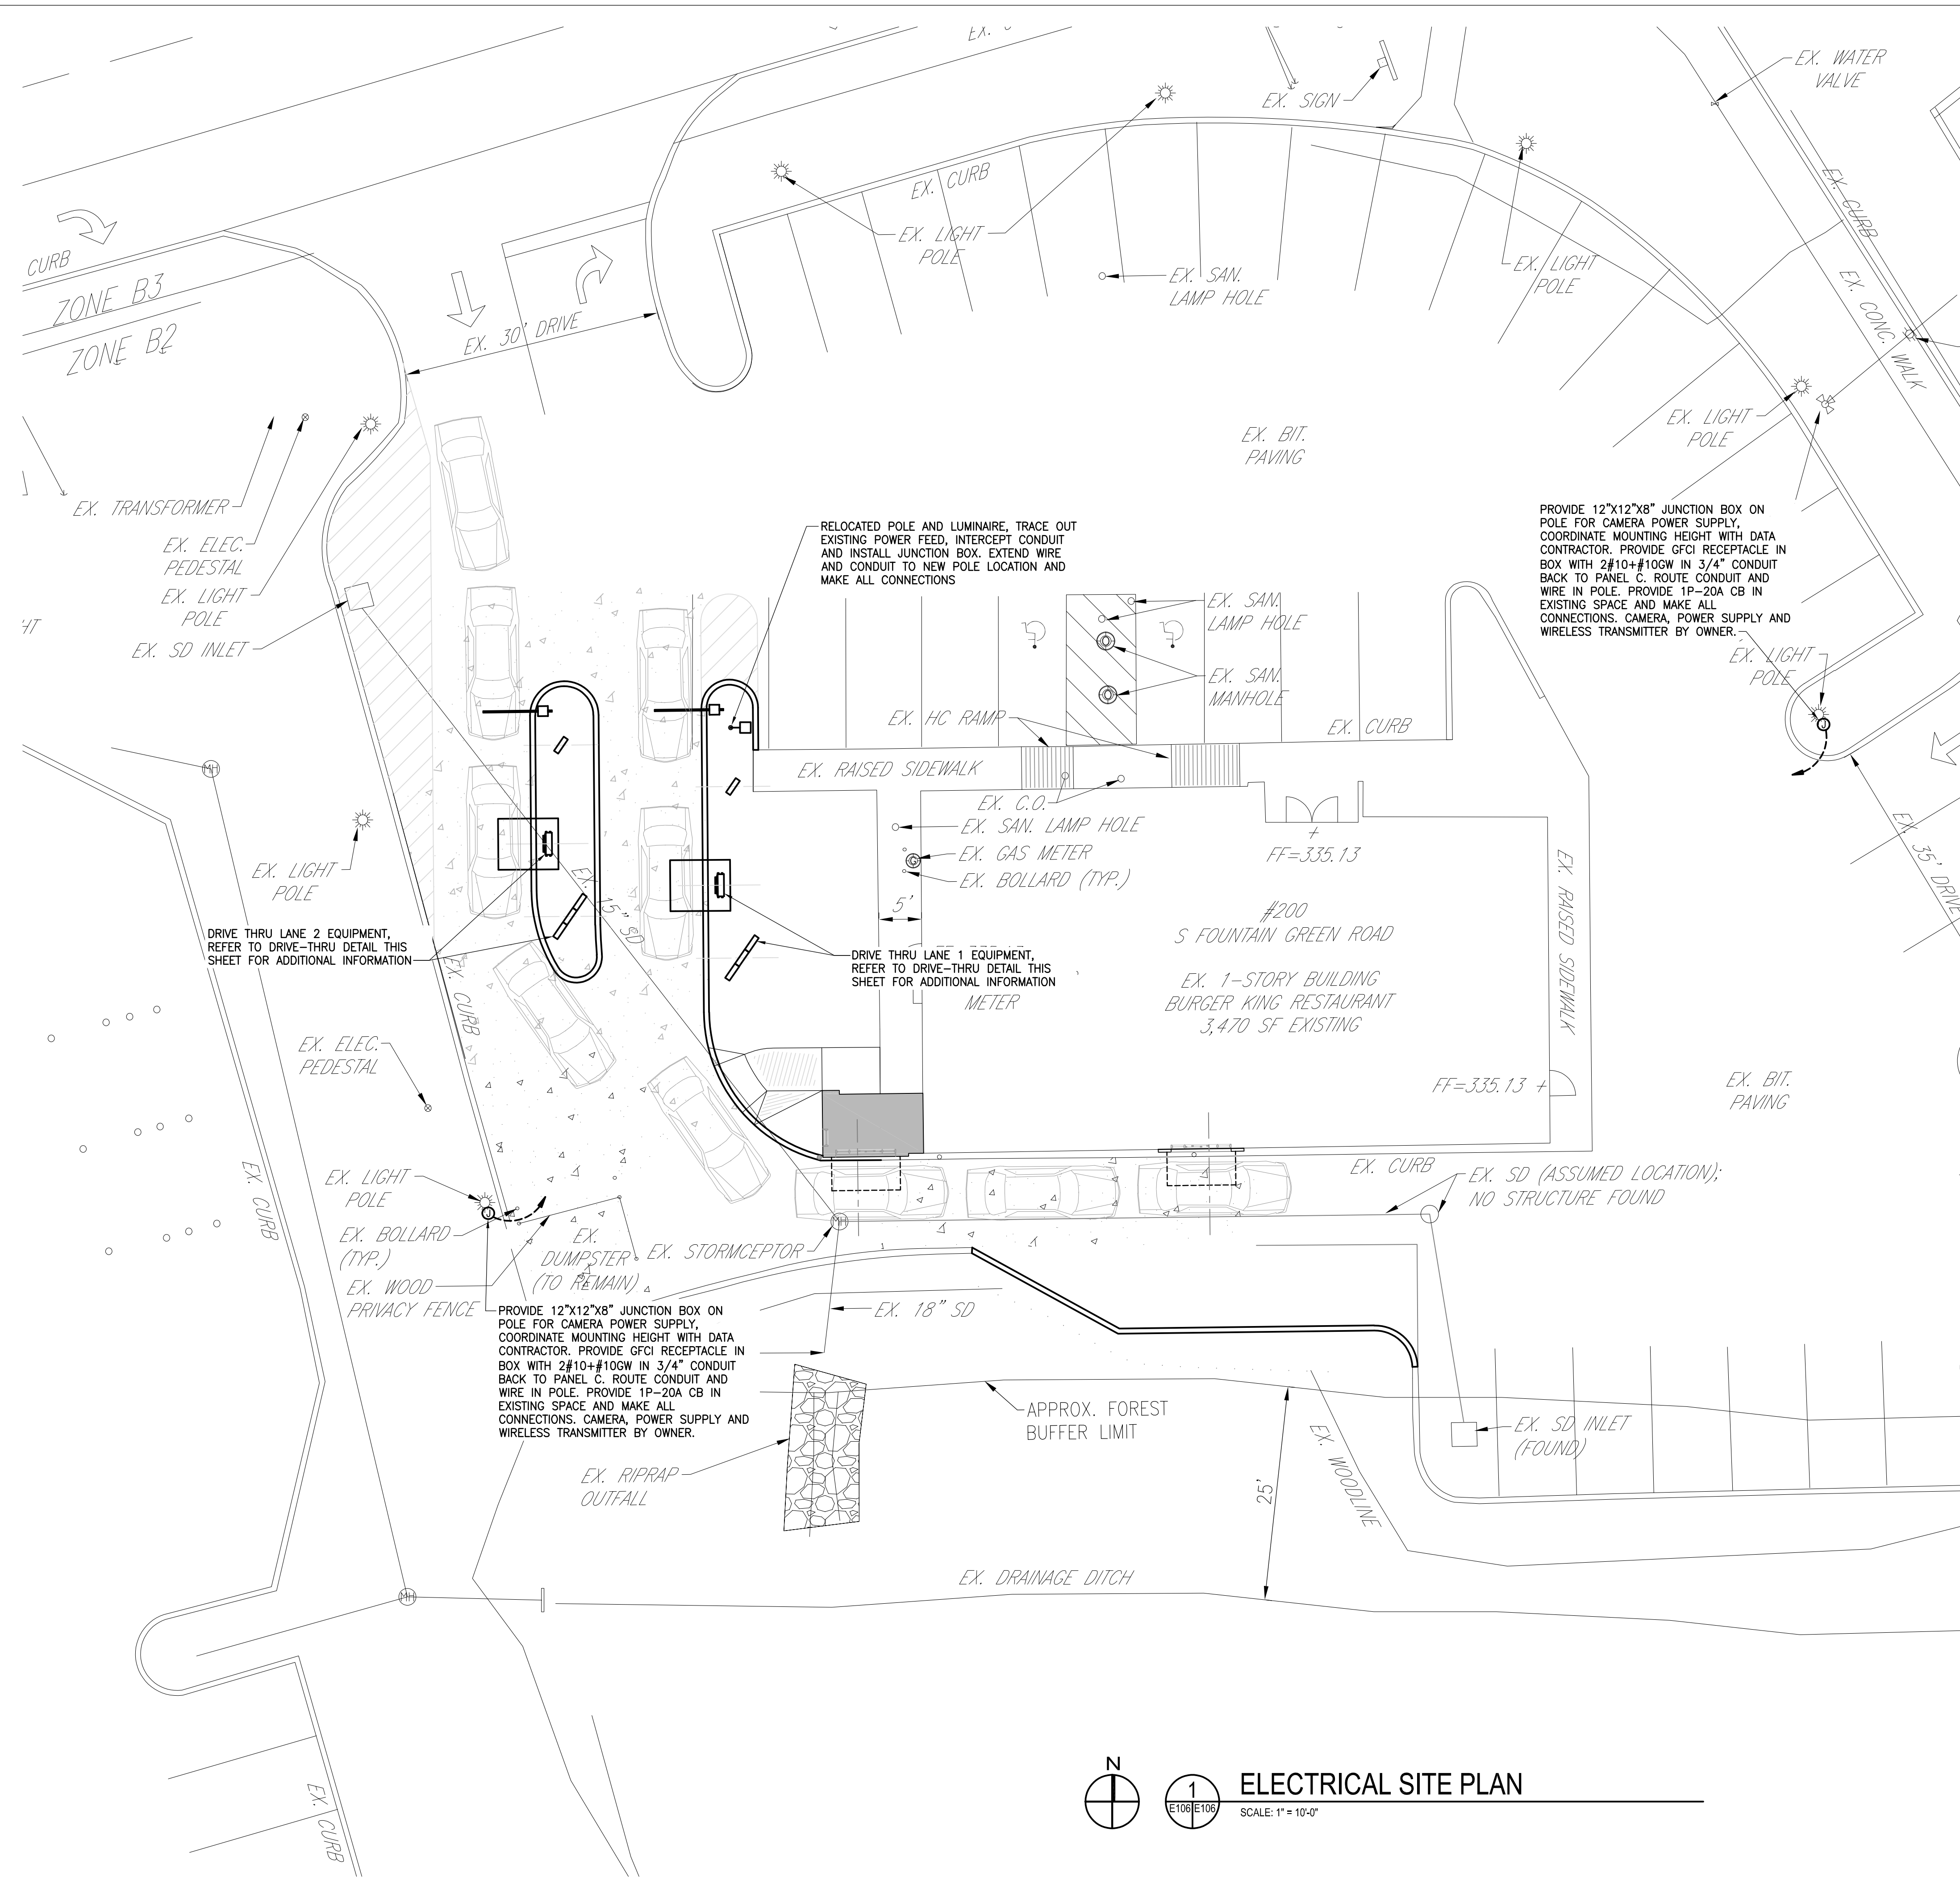 EX. SIGN
EX. WATER
VALVE
EX. CURB
EX. LIGHT
POLE
EX. SAN.
LAMP HOLE
EX. LIGHT
POLE
EX. CURB
EX. CONC. WALK
CURB
ZONE B3
ZONE B2
EX. 30' DRIVE
EX. LIGHT
POLE
EX. BIT.
PAVING
EX. TRANSFORMER
EX. ELEC.
PEDESTAL
EX. LIGHT
POLE
EX. SD INLET
RELOCATED POLE AND LUMINAIRE, TRACE OUT
EXISTING POWER FEED, INTERCEPT CONDUIT
AND INSTALL JUNCTION BOX. EXTEND WIRE
AND CONDUIT TO NEW POLE LOCATION AND
MAKE ALL CONNECTIONS
PROVIDE 12"X12"X8" JUNCTION BOX ON
POLE FOR CAMERA POWER SUPPLY,
COORDINATE MOUNTING HEIGHT WITH DATA
CONTRACTOR. PROVIDE GFCI RECEPTACLE IN
BOX WITH 2#10+#10GW IN 3/4" CONDUIT
BACK TO PANEL C. ROUTE CONDUIT AND
WIRE IN POLE. PROVIDE 1P-20A CB IN
EXISTING SPACE AND MAKE ALL
CONNECTIONS. CAMERA, POWER SUPPLY AND
WIRELESS TRANSMITTER BY OWNER.
EX. LIGHT
POLE
J
EX. SAN.
LAMP HOLE
EX. SAN.
MANHOLE
EX. HC RAMP
EX. CURB
EX. RAISED SIDEWALK
EX. C.O.
EX. SAN. LAMP HOLE
EX. GAS METER
G
EX. BOLLARD (TYP.)
5'
FF=335.13
MH
EX. LIGHT
POLE
EX. 15" SD
EX. 35' DRIVE
EX. RAISED SIDEWALK
#200
S FOUNTAIN GREEN ROAD
EX. 1-STORY BUILDING
BURGER KING RESTAURANT
3,470 SF EXISTING
DRIVE THRU LANE 2 EQUIPMENT,
REFER TO DRIVE-THRU DETAIL THIS
SHEET FOR ADDITIONAL INFORMATION
DRIVE THRU LANE 1 EQUIPMENT,
REFER TO DRIVE-THRU DETAIL THIS
SHEET FOR ADDITIONAL INFORMATION
METER
EX. CURB
EX. ELEC.
PEDESTAL
FF=335.13
EX. BIT.
PAVING
EX. CURB
EX. CURB
EX. SD (ASSUMED LOCATION);
NO STRUCTURE FOUND
EX. LIGHT
POLE
J
EX. BOLLARD
(TYP.)
EX. WOOD
PRIVACY FENCE
EX.
DUMPSTER
(TO REMAIN)
EX. STORMCEPTOR
MH
PROVIDE 12"X12"X8" JUNCTION BOX ON
POLE FOR CAMERA POWER SUPPLY,
COORDINATE MOUNTING HEIGHT WITH DATA
CONTRACTOR. PROVIDE GFCI RECEPTACLE IN
BOX WITH 2#10+#10GW IN 3/4" CONDUIT
BACK TO PANEL C. ROUTE CONDUIT AND
WIRE IN POLE. PROVIDE 1P-20A CB IN
EXISTING SPACE AND MAKE ALL
CONNECTIONS. CAMERA, POWER SUPPLY AND
WIRELESS TRANSMITTER BY OWNER.
EX. 18" SD
APPROX. FOREST
BUFFER LIMIT
EX. SD INLET
(FOUND)
EX. WOODLINE
25'
EX. RIPRAP
OUTFALL
EX. DRAINAGE DITCH
MH
EX. CURB
N
1
E106 E106
ELECTRICAL SITE PLAN
SCALE: 1" = 10'-0"